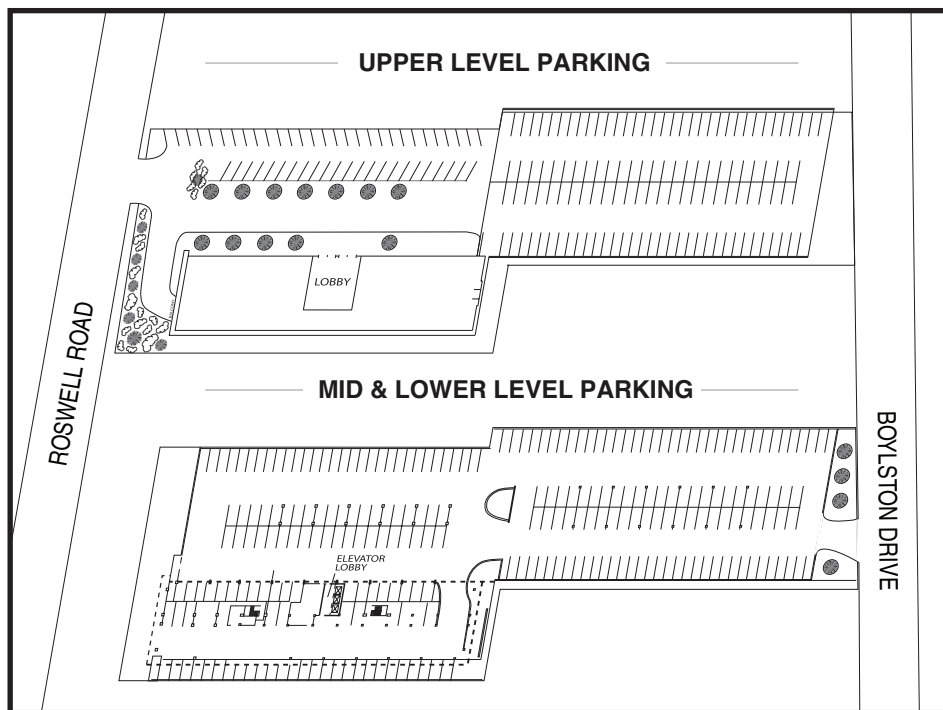 UPPER LEVEL PARKING
LOBBY
ROSWELL ROAD
MID & LOWER LEVEL PARKING
BOYLSTON DRIVE
ELEVATOR
LOBBY